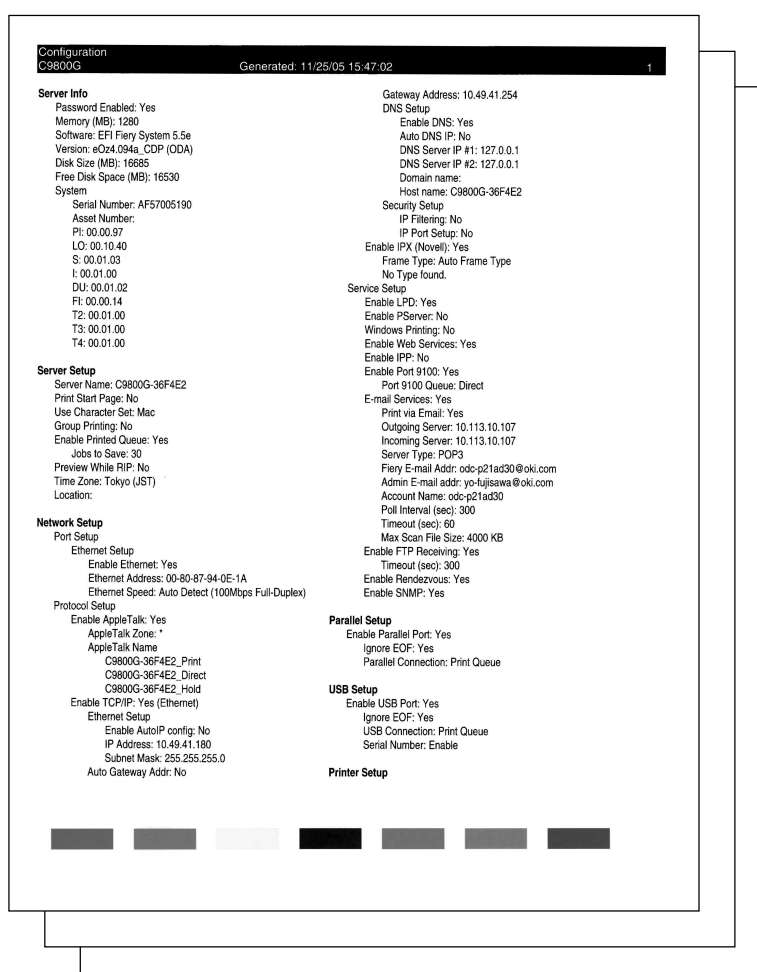 Configuration
C9800G Generated: 11/25/05 15:47:02 1
Server Info
Password Enabled: Yes
Memory (MB): 1280
Software: EFI Fiery System 5.5e
Version: eOz4.094a_CDP (ODA)
Disk Size (MB): 16685
Free Disk Space (MB): 16530
System
Serial Number: AF57005190
Asset Number:
PI: 00.00.97
LO: 00.10.40
S: 00.01.03
I: 00.01.00
DU: 00.01.02
FI: 00.00.14
T2: 00.01.00
T3: 00.01.00
T4: 00.01.00
Server Setup
Server Name: C9800G-36F4E2
Print Start Page: No
Use Character Set: Mac
Group Printing: No
Enable Printed Queue: Yes
Jobs to Save: 30
Preview While RIP: No
Time Zone: Tokyo (JST)
Location:
Network Setup
Port Setup
Ethernet Setup
Enable Ethernet: Yes
Ethernet Address: 00-80-87-94-0E-1A
Ethernet Speed: Auto Detect (100Mbps Full-Duplex)
Protocol Setup
Enable AppleTalk: Yes
AppleTalk Zone: *
AppleTalk Name
C9800G-36F4E2_Print
C9800G-36F4E2_Direct
C9800G-36F4E2_Hold
Enable TCP/IP: Yes (Ethernet)
Ethernet Setup
Enable AutoIP config: No
IP Address: 10.49.41.180
Subnet Mask: 255.255.255.0
Auto Gateway Addr: No
Gateway Address: 10.49.41.254
DNS Setup
Enable DNS: Yes
Auto DNS IP: No
DNS Server IP #1: 127.0.0.1
DNS Server IP #2: 127.0.0.1
Domain name:
Host name: C9800G-36F4E2
Security Setup
IP Filtering: No
IP Port Setup: No
Enable IPX (Novell): Yes
Frame Type: Auto Frame Type
No Type found.
Service Setup
Enable LPD: Yes
Enable PServer: No
Windows Printing: No
Enable Web Services: Yes
Enable IPP: No
Enable Port 9100: Yes
Port 9100 Queue: Direct
E-mail Services: Yes
Print via Email: Yes
Outgoing Server: 10.113.10.107
Incoming Server: 10.113.10.107
Server Type: POP3
Fiery E-mail Addr: odc-p21ad30@oki.com
Admin E-mail addr: yo-fujisawa@oki.com
Account Name: odc-p21ad30
Poll Interval (sec): 300
Timeout (sec): 60
Max Scan File Size: 4000 KB
Enable FTP Receiving: Yes
Timeout (sec): 300
Enable Rendezvous: Yes
Enable SNMP: Yes
Parallel Setup
Enable Parallel Port: Yes
Ignore EOF: Yes
Parallel Connection: Print Queue
USB Setup
Enable USB Port: Yes
Ignore EOF: Yes
USB Connection: Print Queue
Serial Number: Enable
Printer Setup